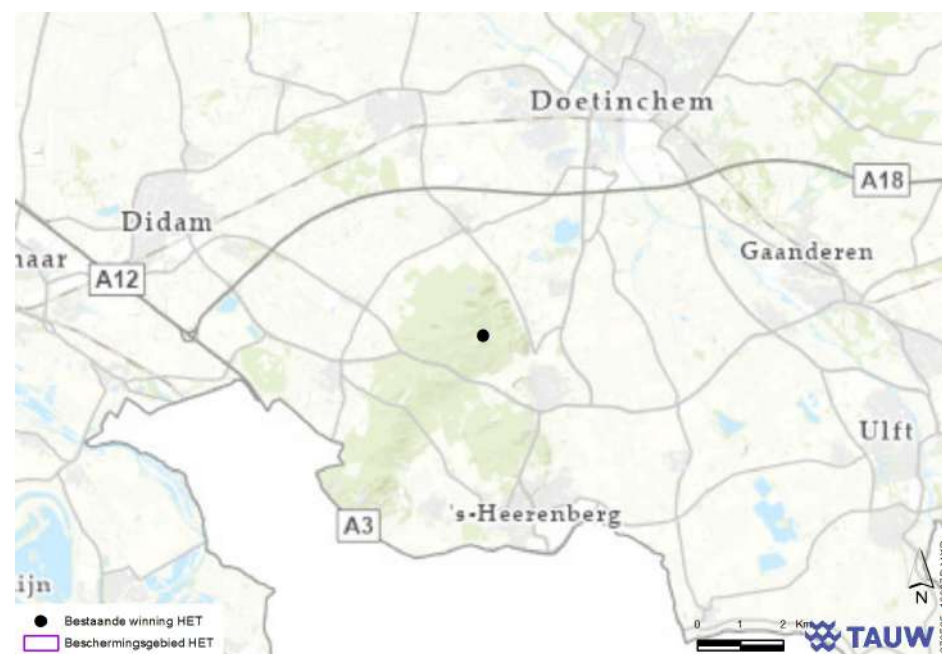 Doetinchem
A18
Didam
Gaanderen
naar
A12
Ulft
A3
's-Heerenberg
ijn
N
Bestaande winning HET
Beschermingsgebied HET
0 1 2 Km
TAUW